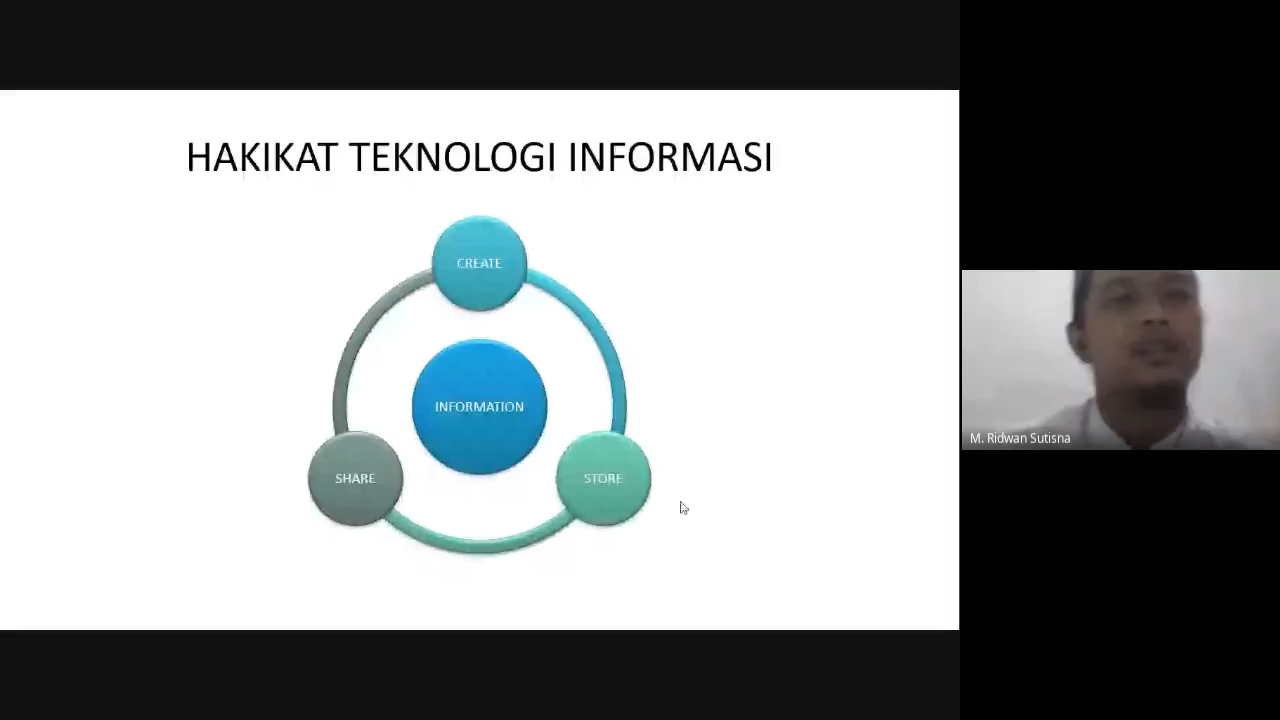 HAKIKAT TEKNOLOGI INFORMASI
CREATE
INFORMATION
SHARE
STORE
M. Ridwan Sutisna